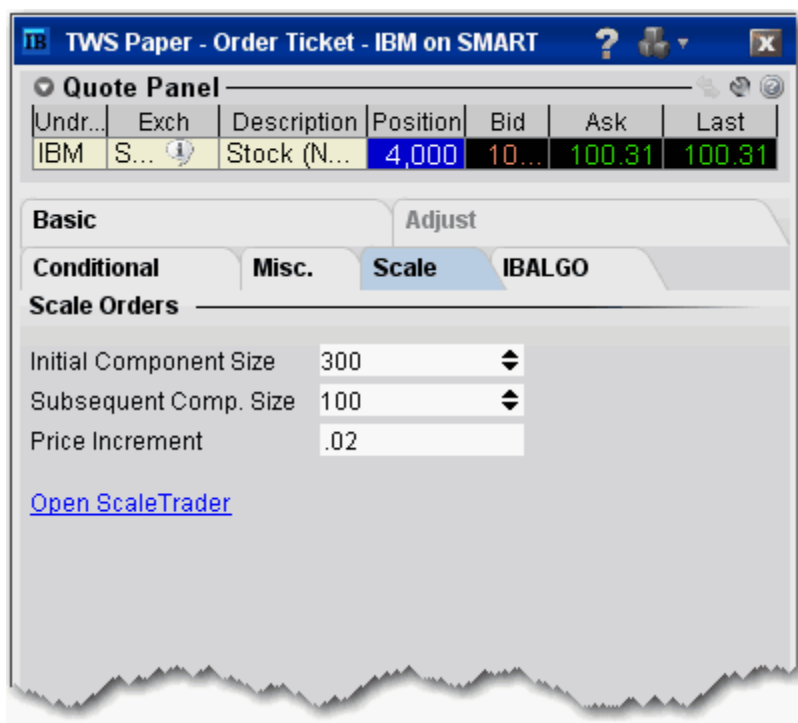 IB TWS Paper - Order Ticket - IBM on SMART ?
Quote Panel
Undr... Exch Description Position Bid Ask Last
IBM S... Stock (N... 4,000 10... 100.31 100.31
Basic Adjust
Conditional Misc. Scale IBALGO
Scale Orders
Initial Component Size 300
Subsequent Comp. Size 100
Price Increment .02
Open ScaleTrader